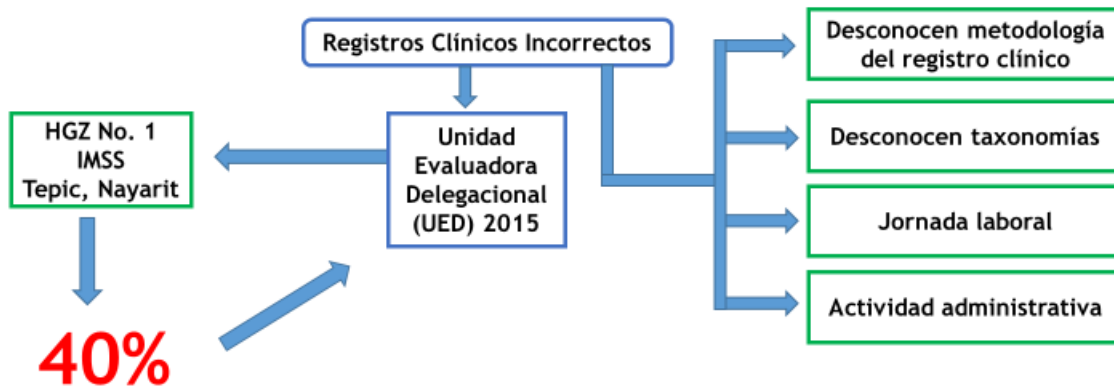 Registros Clínicos Incorrectos
HGZ No. 1
IMSS
Tepic, Nayarit
Unidad
Evaluadora
Delegacional
(UED) 2015
40%
Desconocen metodología
del registro clínico
Desconocen taxonomías
Jornada laboral
Actividad administrativa